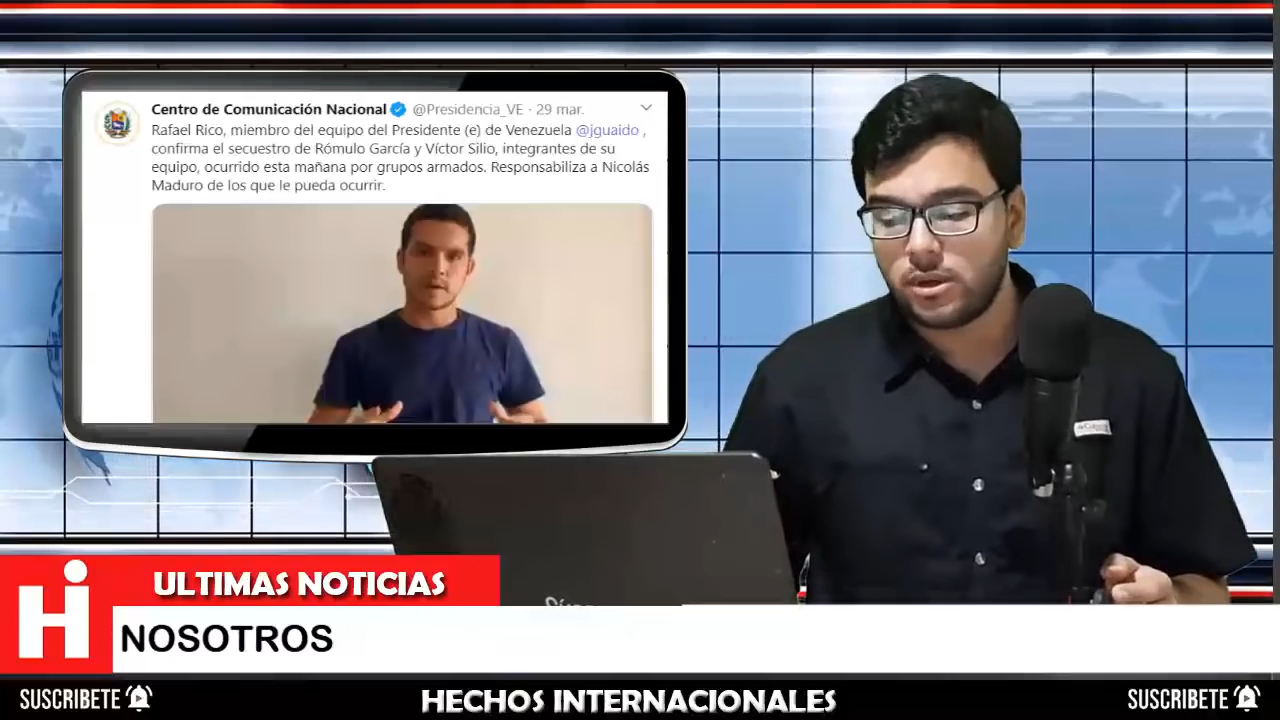 Centro de Comunicación Nacional @Presidencia_VE · 29 mar.
Rafael Rico, miembro del equipo del Presidente (e) de Venezuela @jguaido ,
confirma el secuestro de Rómulo García y Víctor Silio, integrantes de su
equipo, ocurrido esta mañana por grupos armados. Responsabiliza a Nicolás
Maduro de los que le pueda ocurrir.
Columbia
Hi
ULTIMAS NOTICIAS
NOSOTROS
SUSCRIBETE
HECHOS INTERNACIONALES
SUSCRIBETE